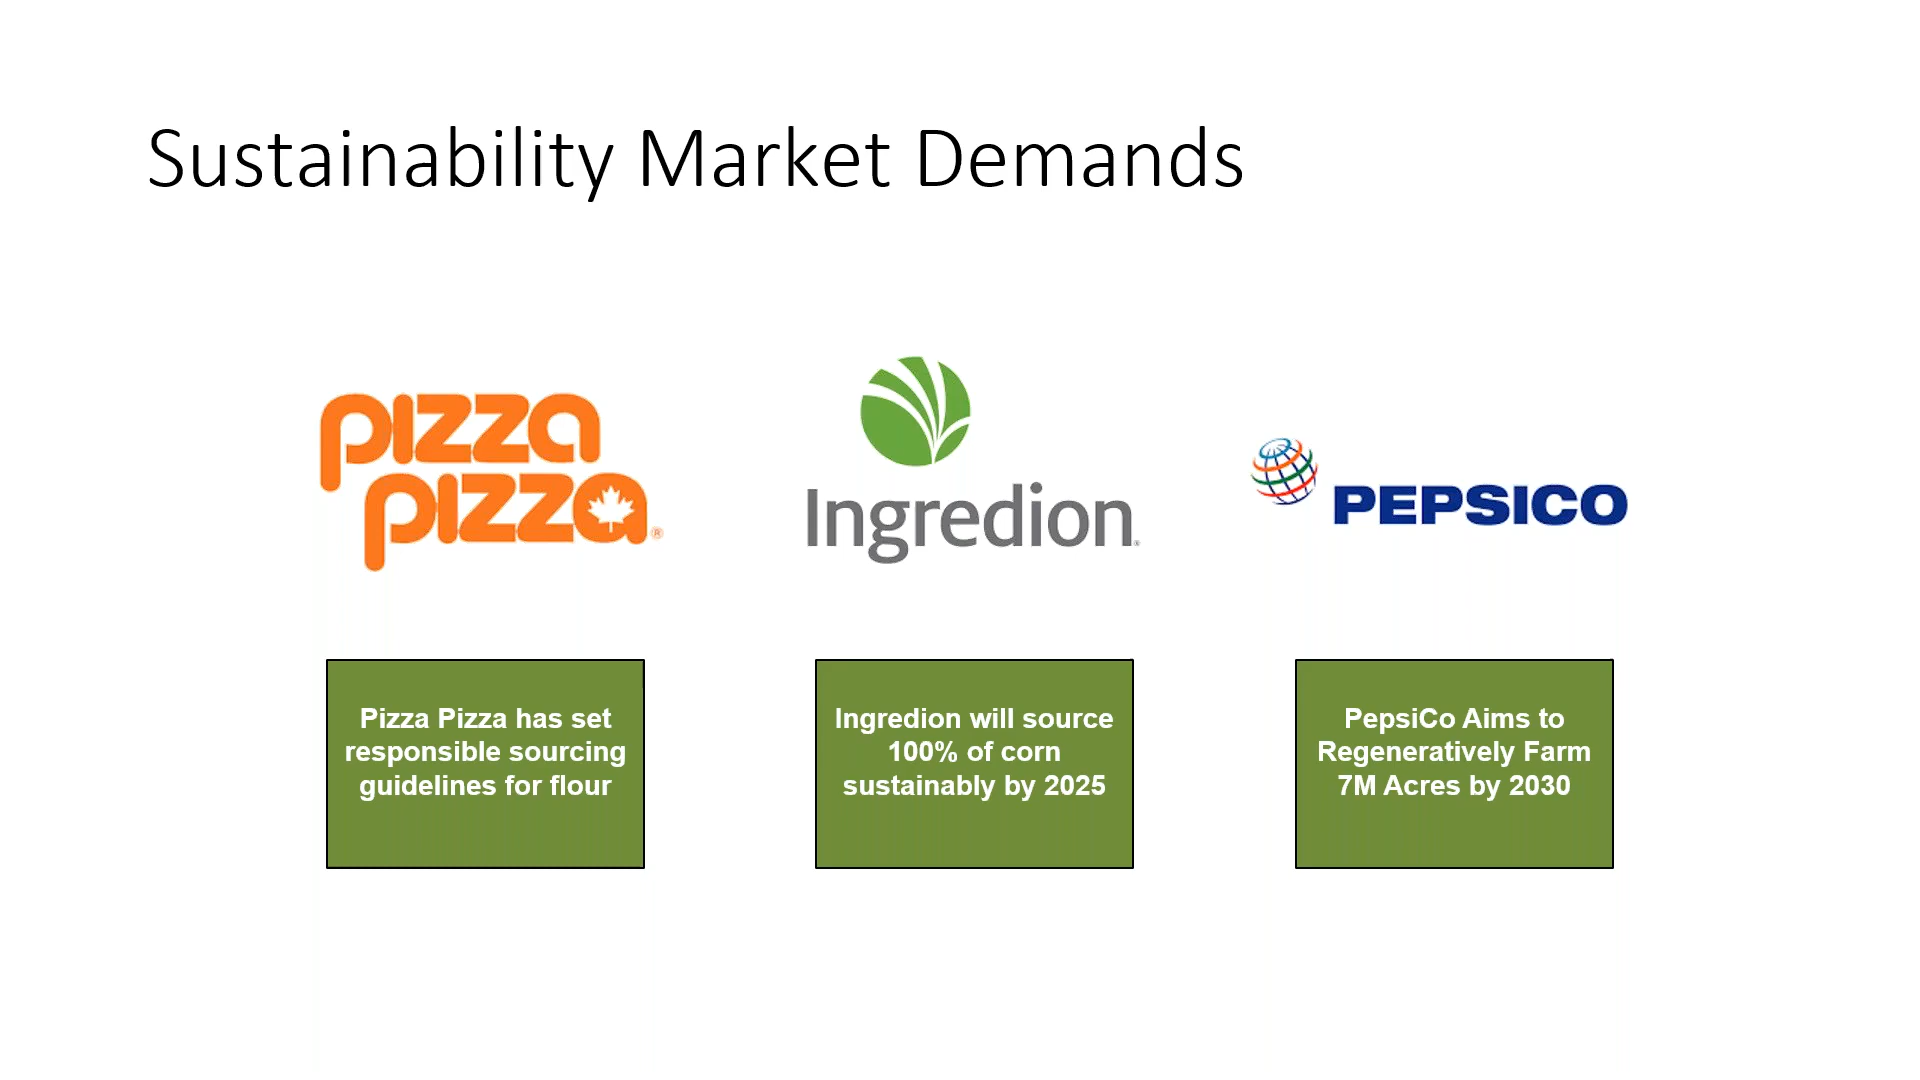 Sustainability Market Demands
pizza
pizza
®
Ingredion
®
PEPSICO
Pizza Pizza has set
responsible sourcing
guidelines for flour
Ingredion will source
100% of corn
sustainably by 2025
PepsiCo Aims to
Regeneratively Farm
7M Acres by 2030